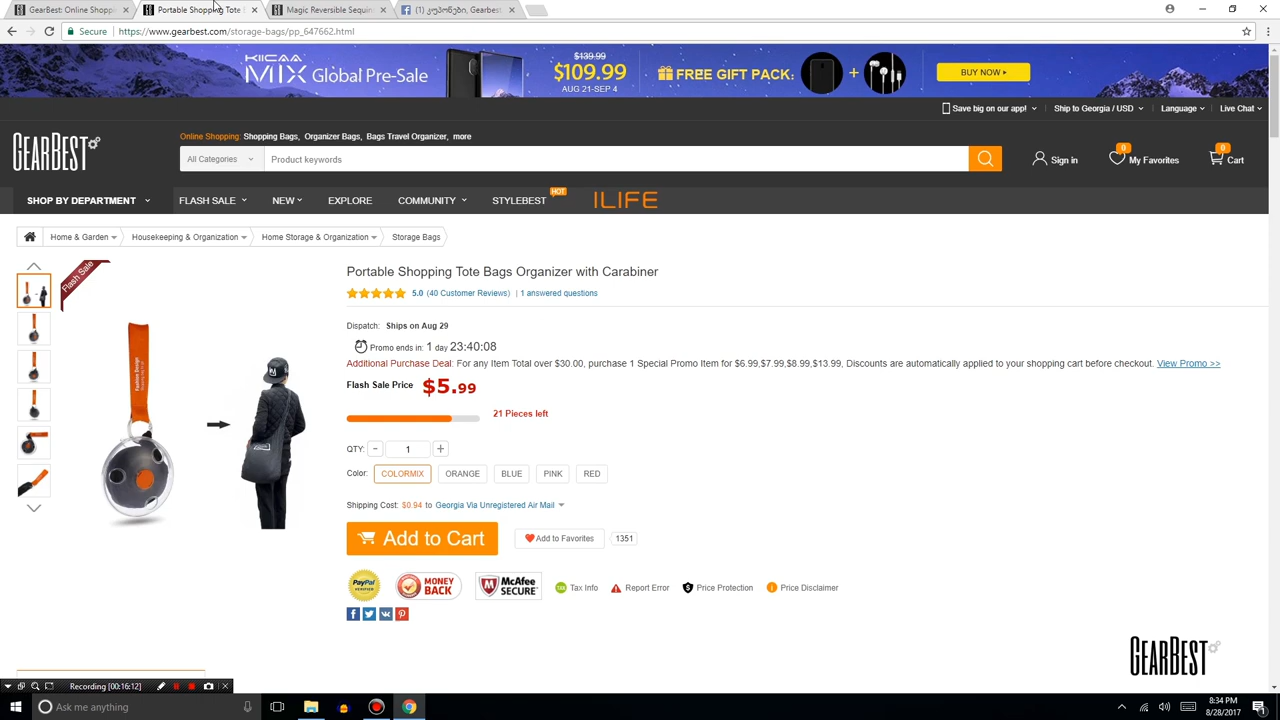 GearBest: Online Shoppi
Portable Shopping Tote
Magic Reversible Sequin
(1) კუპონები, Gearbest.
Secure
https://www.gearbest.com/storage-bags/pp_647662.html
KIICAA
MIX Global Pre-Sale
$139.99
$109.99
AUG 21-SEP 4
FREE GIFT PACK:
+
BUY NOW
Save big on our app!
Ship to Georgia / USD
Language
Live Chat
GEARBEST
Online Shopping: Shopping Bags, Organizer Bags, Bags Travel Organizer, more
All Categories
Product keywords
Sign in
0
My Favorites
0
Cart
SHOP BY DEPARTMENT
FLASH SALE
NEW
EXPLORE
COMMUNITY
STYLEBEST
HOT
ILIFE
Home & Garden
Housekeeping & Organization
Home Storage & Organization
Storage Bags
Flash Sale
Portable Shopping Tote Bags Organizer with Carabiner
5.0 (40 Customer Reviews) | 1 answered questions
Dispatch: Ships on Aug 29
Promo ends in: 1 day 23:40:08
Additional Purchase Deal: For any Item Total over $30.00, purchase 1 Special Promo Item for $6.99,$7.99,$8.99,$13.99, Discounts are automatically applied to your shopping cart before checkout. View Promo >>
Flash Sale Price $5.99
21 Pieces left
QTY: - 1 +
Color: COLORMIX ORANGE BLUE PINK RED
Shipping Cost: $0.94 to Georgia Via Unregistered Air Mail
Add to Cart
Add to Favorites
1351
PayPal
VERIFIED
MONEY
BACK
McAfee
SECURE
TAX
Tax Info
Report Error
Price Protection
Price Disclaimer
GEARBEST
Recording [00:16:12]
Ask me anything
8:34 PM
8/28/2017
1